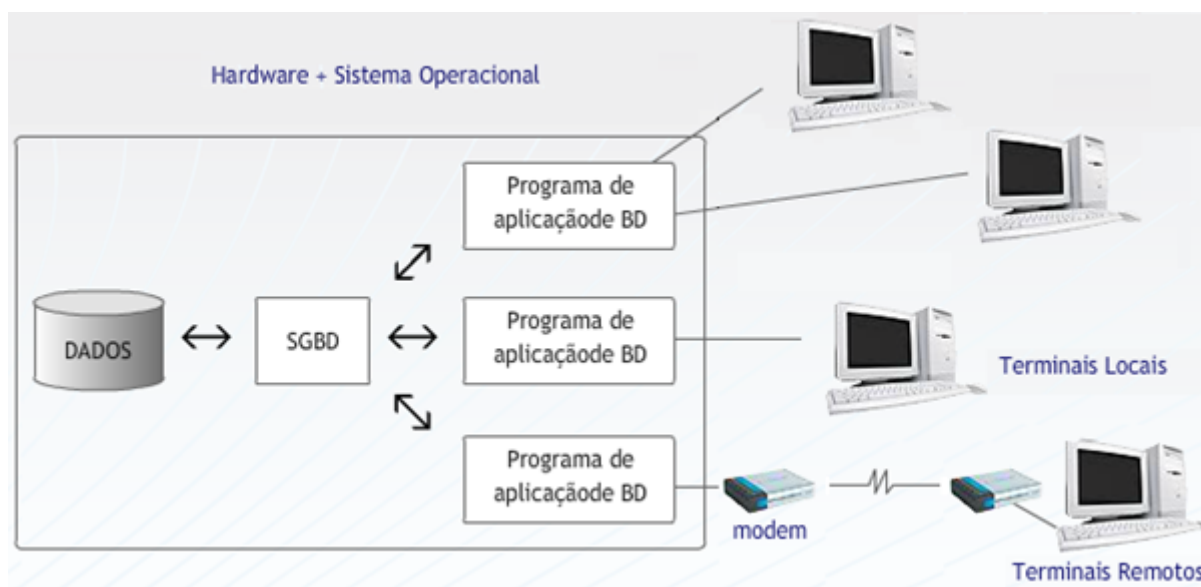 Hardware + Sistema Operacional
Programa de
aplicaçãode BD
DADOS
SGBD
Programa de
aplicaçãode BD
Terminais Locais
Programa de
aplicaçãode BD
modem
Terminais Remotos